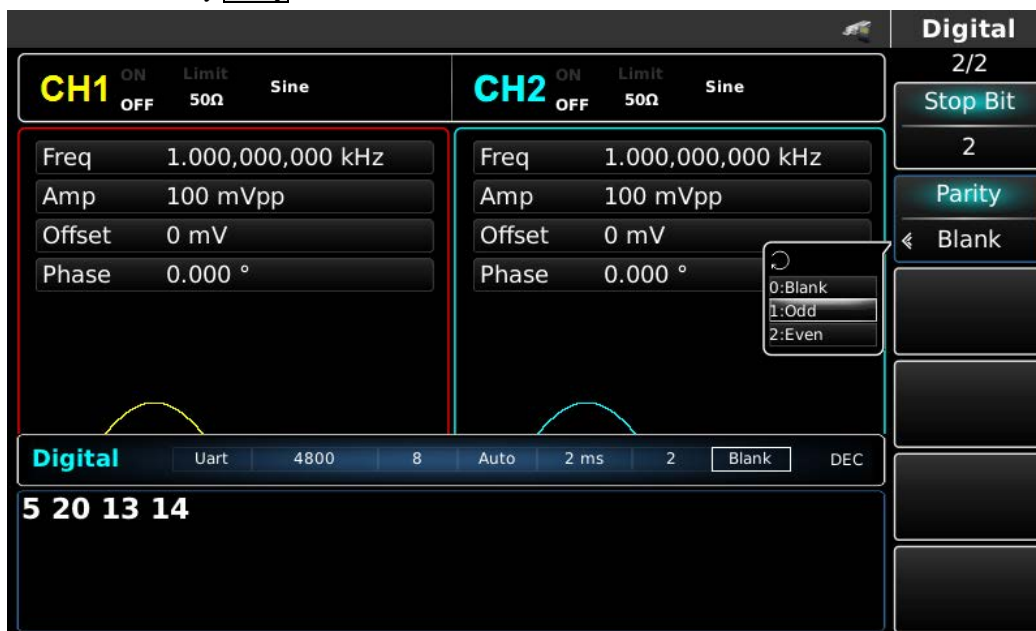 Digital
2/2
CH1 ON OFF Limit 50Ω Sine
CH2 ON OFF Limit 50Ω Sine
Stop Bit
2
Freq 1.000,000,000 kHz
Amp 100 mVpp
Offset 0 mV
Phase 0.000 °
Freq 1.000,000,000 kHz
Amp 100 mVpp
Offset 0 mV
Phase 0.000 °
Parity
Blank
0:Blank
1:Odd
2:Even
Digital Uart 4800 8 Auto 2 ms 2 Blank DEC
5 20 13 14